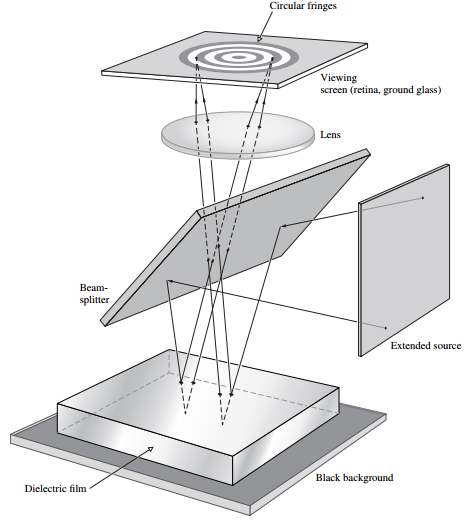 Circular fringes
Viewing
screen (retina, ground glass)
Lens
Beam-
splitter
Extended source
Black background
Dielectric film